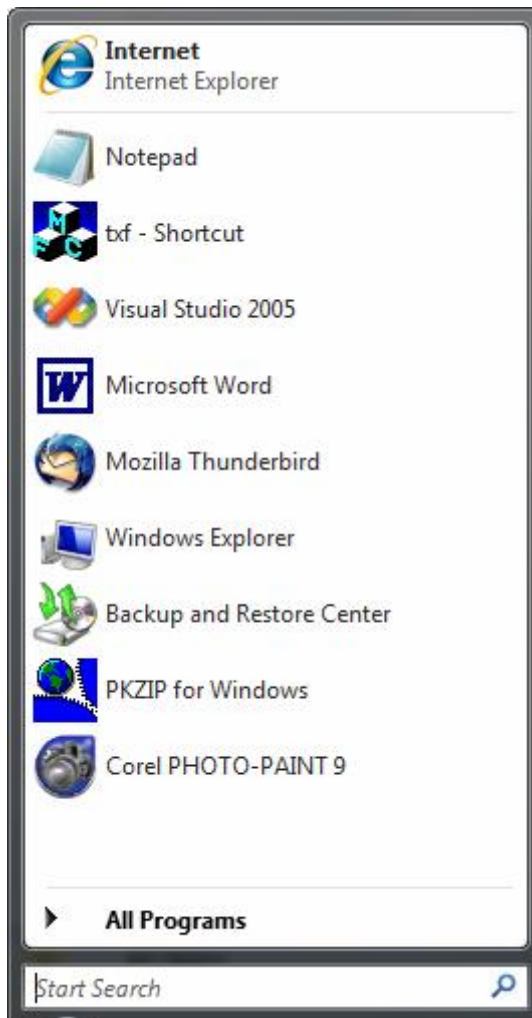 Internet
Internet Explorer
Notepad
MFC
txf - Shortcut
Visual Studio 2005
W
Microsoft Word
Mozilla Thunderbird
Windows Explorer
Backup and Restore Center
PKZIP for Windows
Corel PHOTO-PAINT 9
All Programs
Start Search